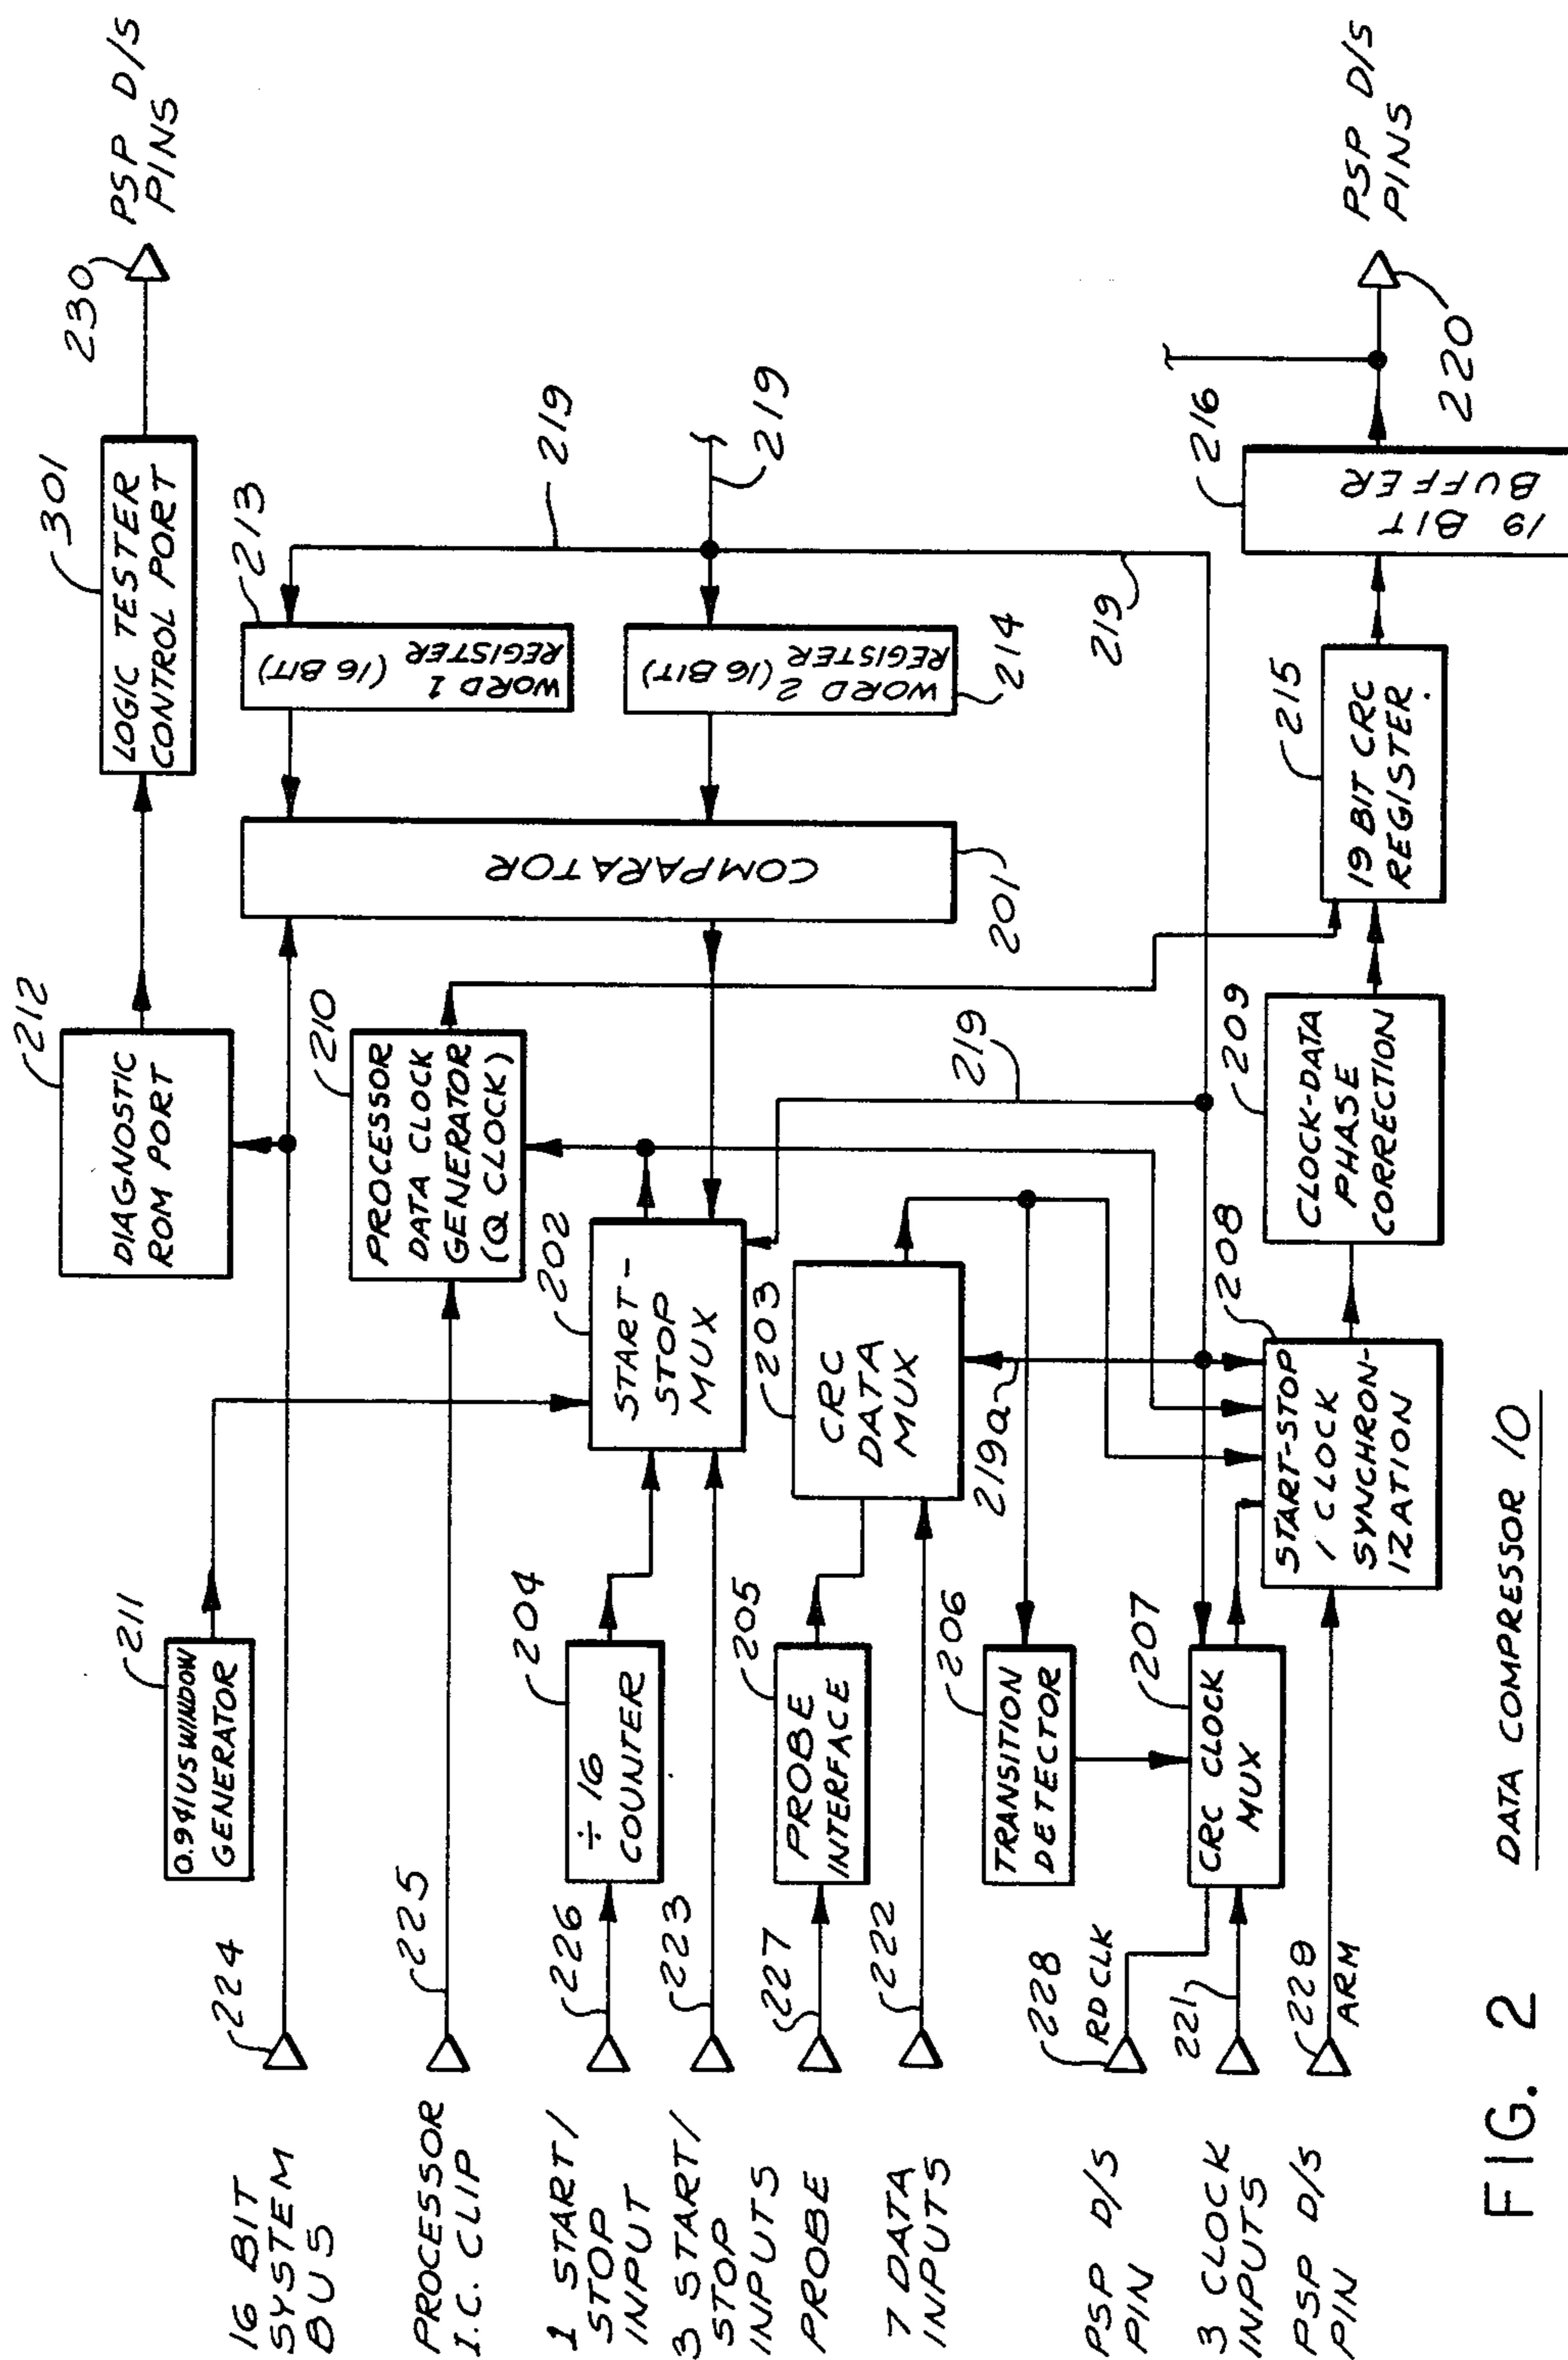 16 BIT
SYSTEM
BUS
224
0.941US WINDOW
GENERATOR
211
DIAGNOSTIC
ROM PORT
212
LOGIC TESTER
CONTROL PORT
301
230
PSP D/S
PINS
PROCESSOR
I.C. CLIP
225
PROCESSOR
DATA CLOCK
GENERATOR
(Q CLOCK)
210
COMPARATOR
201
WORD 1
REGISTER (16 BIT)
213
WORD 2
REGISTER (16 BIT)
214
219
219
219
1 START/
STOP
INPUT
226
÷ 16
COUNTER
204
START-
STOP
MUX
202
3 START/
STOP
INPUTS
223
PROBE
227
PROBE
INTERFACE
205
CRC
DATA
MUX
203
219
219a
7 DATA
INPUTS
222
TRANSITION
DETECTOR
206
PSP D/S
PIN
228
RD CLK
CRC CLOCK
MUX
207
3 CLOCK
INPUTS
221
PSP D/S
PIN
229
ARM
START-STOP
/ CLOCK
SYNCHRON-
IZATION
208
CLOCK-DATA
PHASE
CORRECTION
209
19 BIT CRC
REGISTER
215
19 BIT
BUFFER
216
220
PSP D/S
PINS
FIG. 2
DATA COMPRESSOR 10